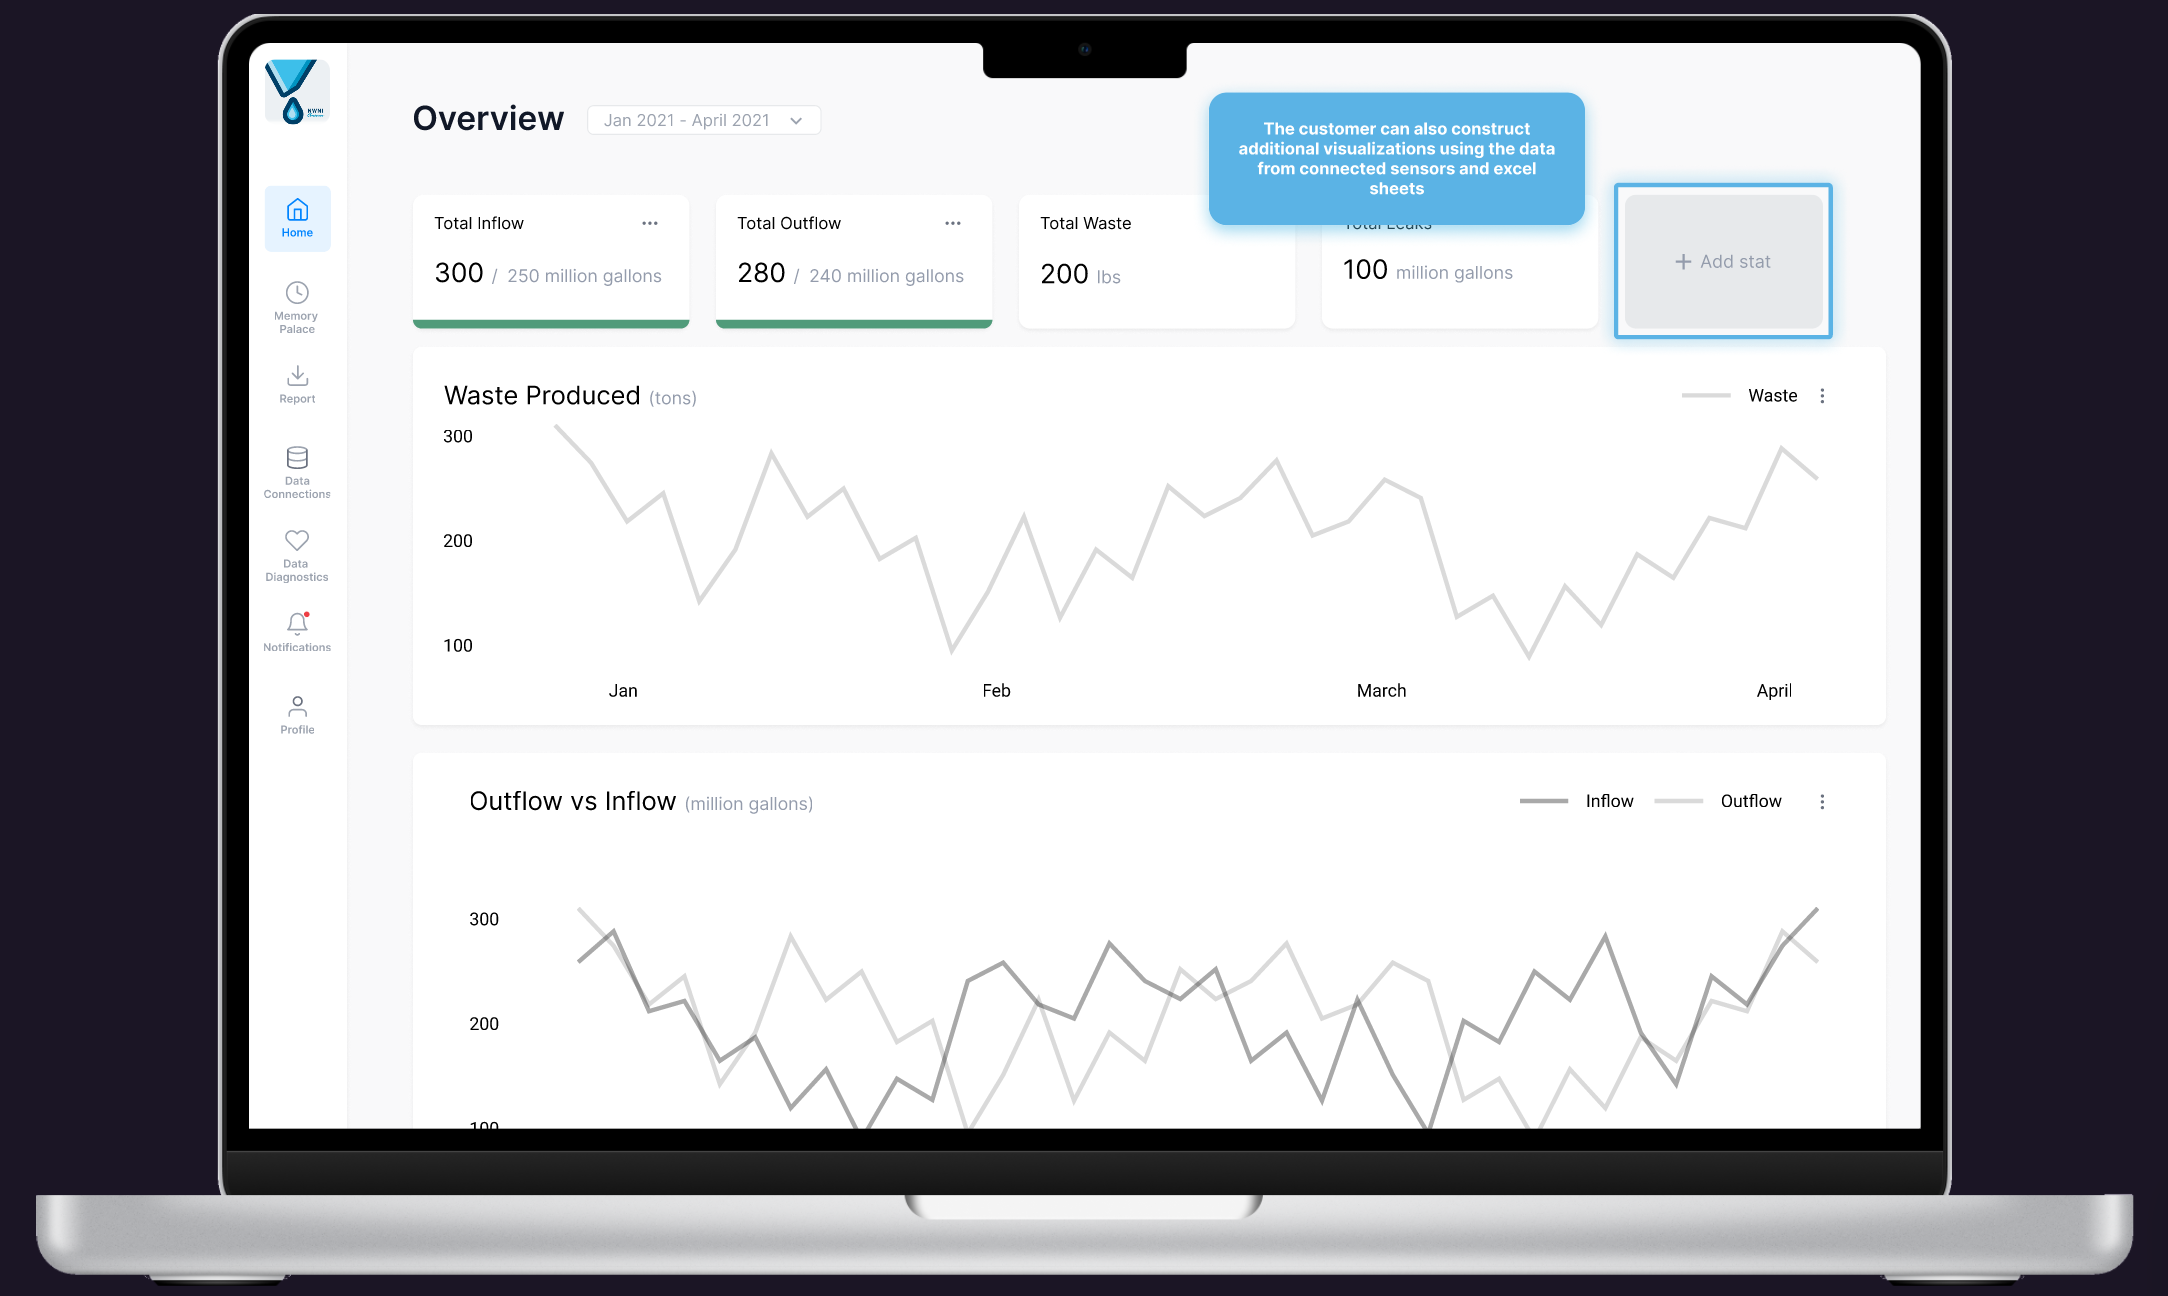 NWNI
Overview
Jan 2021 - April 2021
The customer can also construct
additional visualizations using the data
from connected sensors and excel
sheets
Total Inflow
300 / 250 million gallons
Total Outflow
280 / 240 million gallons
Total Waste
200 lbs
Total Leaks
100 million gallons
+ Add stat
Home
Memory
Palace
Report
Data
Connections
Data
Diagnostics
Notifications
Profile
Waste Produced (tons)
Waste
300
200
100
Jan
Feb
March
April
Outflow vs Inflow (million gallons)
Inflow
Outflow
300
200
100